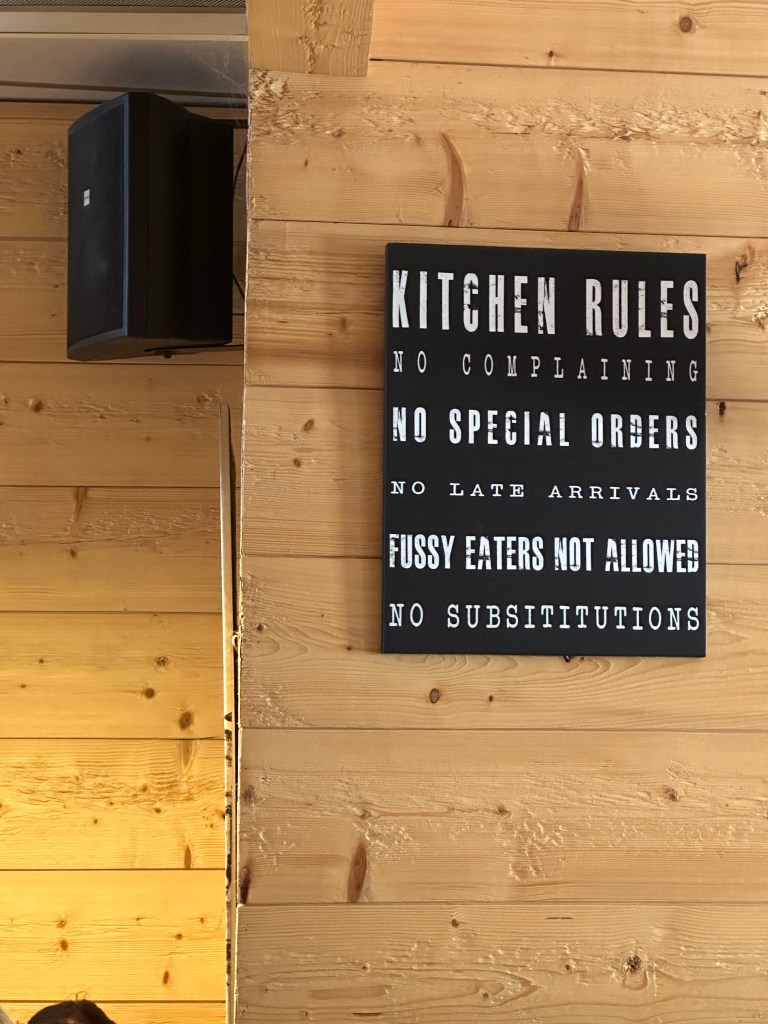 KITCHEN RULES
NO COMPLAINING
NO SPECIAL ORDERS
NO LATE ARRIVALS
FUSSY EATERS NOT ALLOWED
NO SUBSITITUTIONS